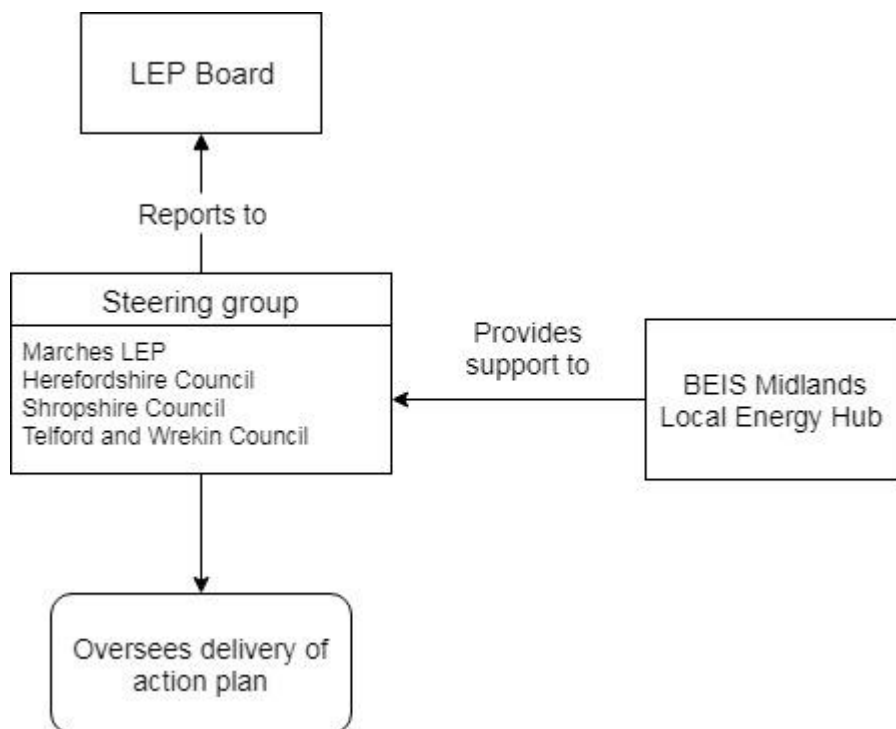 LEP Board
Reports to
Steering group
Marches LEP
Herefordshire Council
Shropshire Council
Telford and Wrekin Council
Provides
support to
BEIS Midlands
Local Energy Hub
Oversees delivery of
action plan